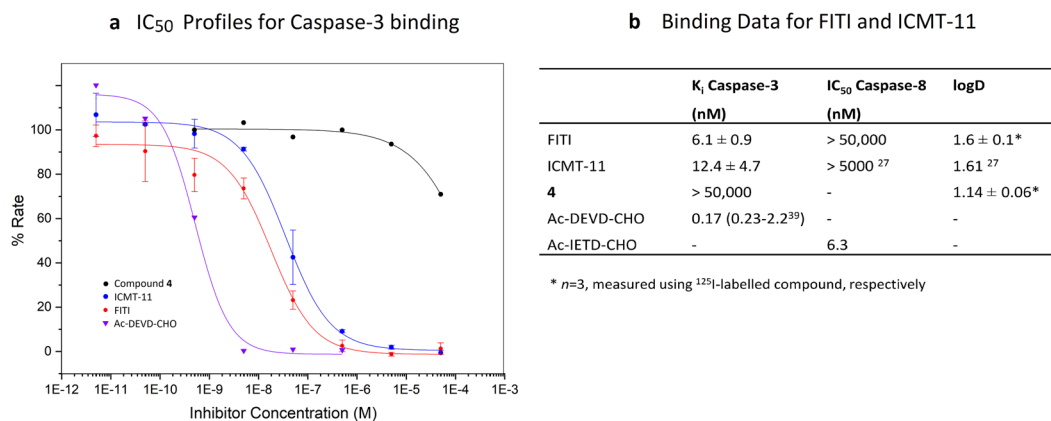 a IC50 Profiles for Caspase-3 binding
% Rate
100
80
60
40
20
0
Compound 4
ICMT-11
FITI
Ac-DEVD-CHO
1E-12 1E-11 1E-10 1E-9 1E-8 1E-7 1E-6 1E-5 1E-4 1E-3
Inhibitor Concentration (M)
b Binding Data for FITI and ICMT-11
Ki Caspase-3 (nM) IC50 Caspase-8 (nM) logD
FITI 6.1 ± 0.9 > 50,000 1.6 ± 0.1*
ICMT-11 12.4 ± 4.7 > 5000 27 1.61 27
4 > 50,000 - 1.14 ± 0.06*
Ac-DEVD-CHO 0.17 (0.23-2.239) - -
Ac-IETD-CHO - 6.3 -
* n=3, measured using 125I-labelled compound, respectively